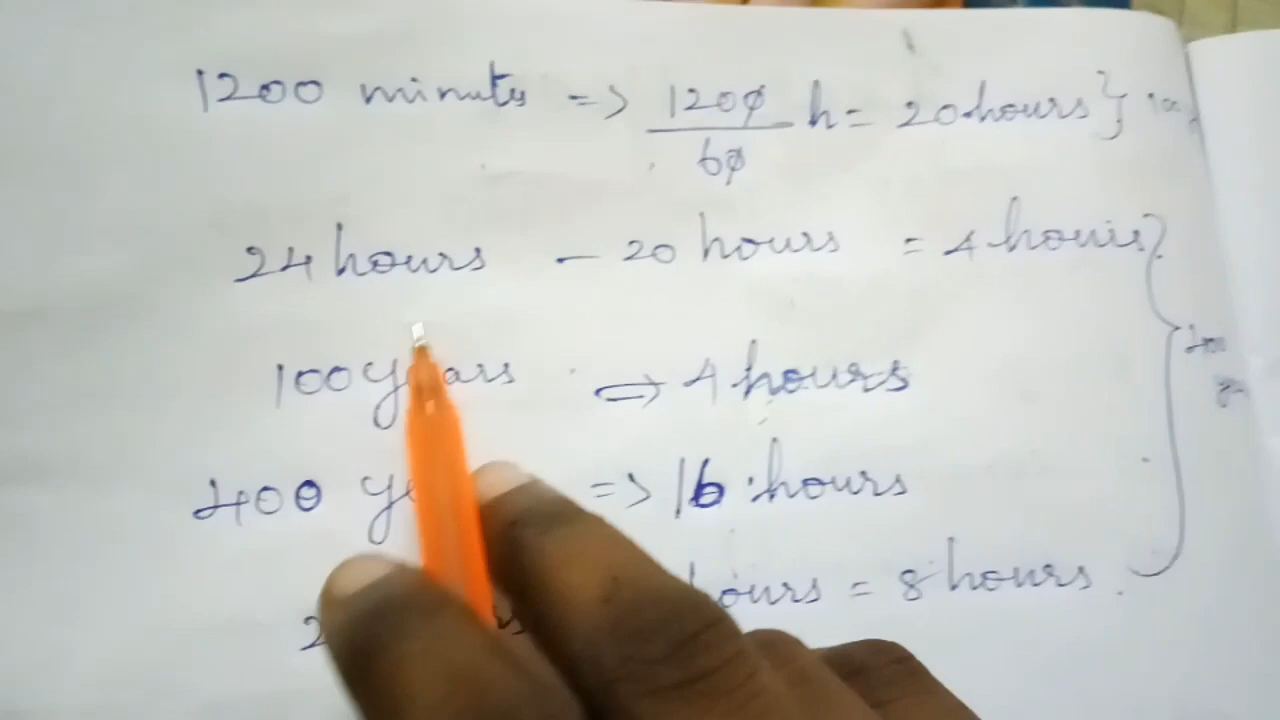 1200 minutes => 1200/60 h = 20 hours}
24 hours - 20 hours = 4 hours}
100 years => 4 hours
400 => 16 hours
= 8 hours